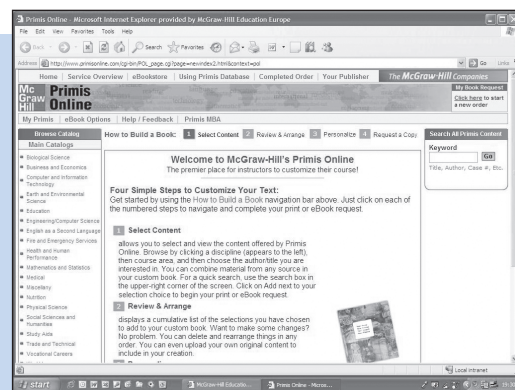 Primis Online - Microsoft Internet Explorer provided by McGraw-Hill Education Europe
File Edit View Favorites Tools Help
Back Search Favorites
Address http://www.primisonline.com/cgi-bin/POL_page.cgi?page=newindex2.html&context=pol Go Links
Home Service Overview eBookstore Using Primis Database Completed Order Your Publisher The McGraw-Hill Companies
Mc Graw Hill Primis Online
My Book Request
Click here to start a new order
My Primis eBook Options Help / Feedback Primis MBA
Browse Catalog
Main Catalogs
Biological Science
Business and Economics
Computer and Information Technology
Earth and Environmental Science
Education
Engineering/Computer Science
English as a Second Language
Fire and Emergency Services
Health and Human Performance
Mathematics and Statistics
Medical
Miscellany
Nutrition
Physical Science
Social Sciences and Humanities
Study Aids
Trade and Technical
Vocational Careers
How to Build a Book: 1 Select Content 2 Review & Arrange 3 Personalize 4 Request a Copy
Welcome to McGraw-Hill's Primis Online
The premier place for instructors to customize their course!
Four Simple Steps to Customize Your Text:
Get started by using the How to Build a Book navigation bar above. Just click on each of
the numbered steps to navigate and complete your print or eBook request.
1 Select Content
allows you to select and view the content offered by Primis
Online. Browse by clicking a discipline (appears to the left),
then course area, and then choose the author/title you are
interested in. You can combine material from any source in
your custom book. For a quick, search, use the search box in
the upper-right corner of the screen. Click on Add next to your
selection choice to begin your print or eBook request
2 Review & Arrange
displays a cumulative list of the selections you have chosen
to add to your custom book. Want to make some changes?
No problem. You can delete and rearrange things in any
order. You can even upload your own original content to
include in your creation.
Search All Primis Content
Keyword
Go
Title, Author, Case #, Etc.
Local intranet
start
McGraw-Hill Educatio...
Primis Online - Micros...